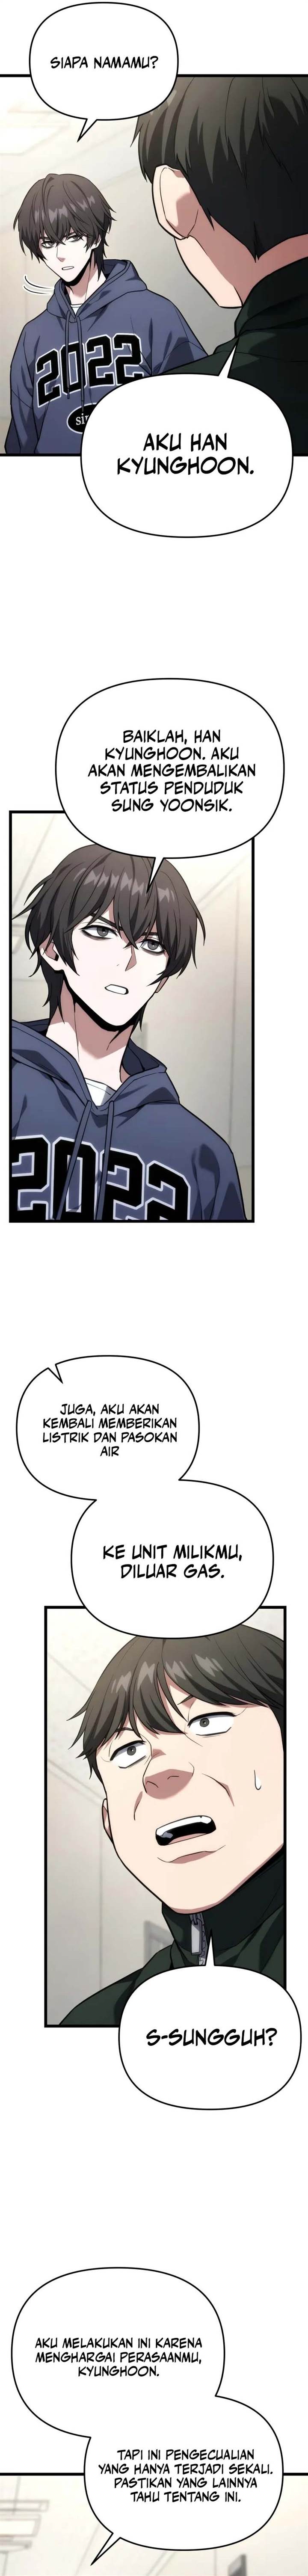 SIAPA NAMAMU?
2022
si
AKU HAN
KYUNGHOON.
BAIKLAH, HAN
KYUNGHOON. AKU
AKAN MENGEMBALIKAN
STATUS PENDUDUK
SUNG YOONSIK.
2022
JUGA, AKU AKAN
KEMBALI MEMBERIKAN
LISTRIK DAN PASOKAN
AIR
KE UNIT MILIKMU,
DILUAR GAS.
S-SUNGGUH?
AKU MELAKUKAN INI KARENA
MENGHARGAI PERASAANMU,
KYUNGHOON.
TAPI INI PENGECUALIAN
YANG HANYA TERJADI SEKALI.
PASTIKAN YANG LAINNYA
TAHU TENTANG INI.